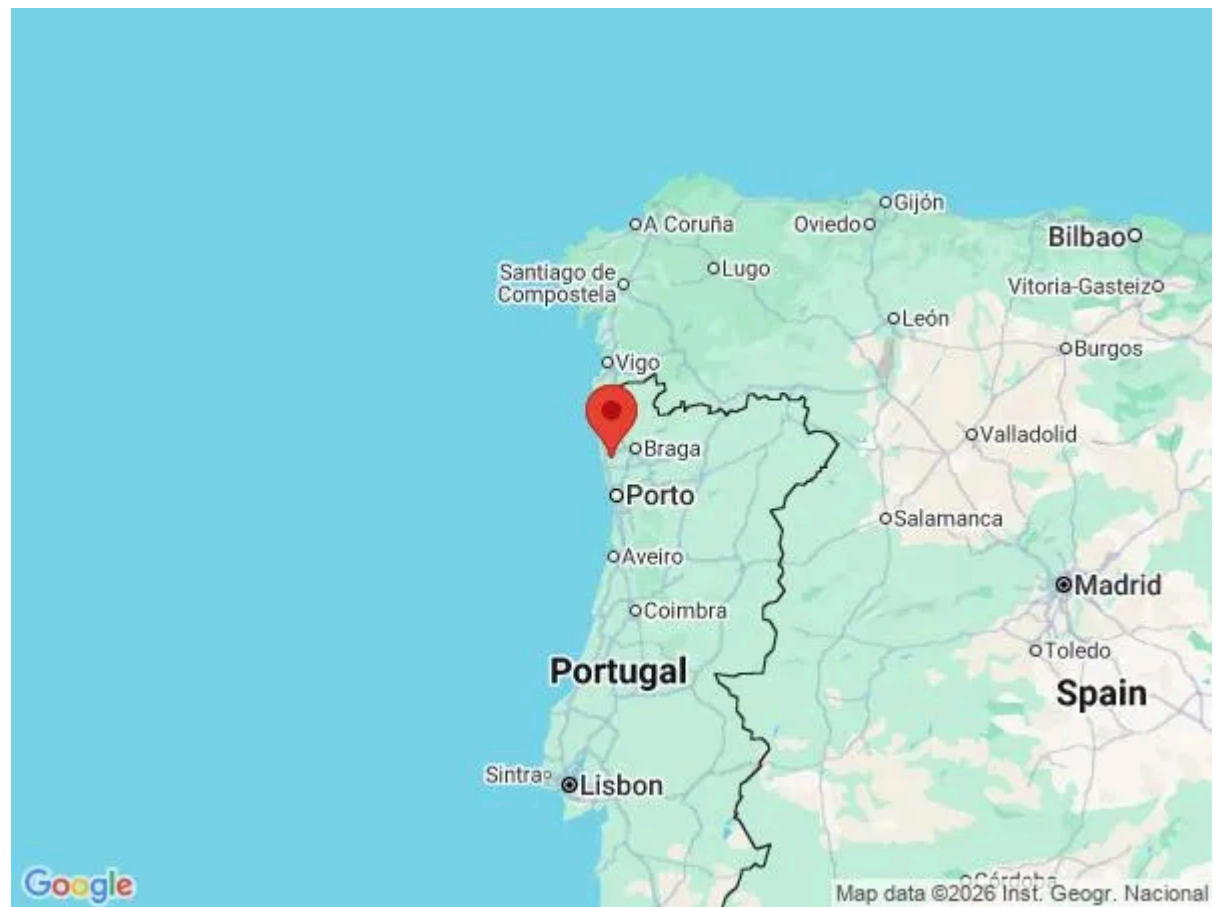 Gijón
A Coruña
Oviedo
Bilbao
Lugo
Santiago de
Compostela
Vitoria-Gasteiz
León
Burgos
Vigo
Valladolid
Braga
Porto
Salamanca
Aveiro
Madrid
Coimbra
Toledo
Portugal
Spain
Sintra
Lisbon
Córdoba
Google
Map data ©2026 Inst. Geogr. Nacional